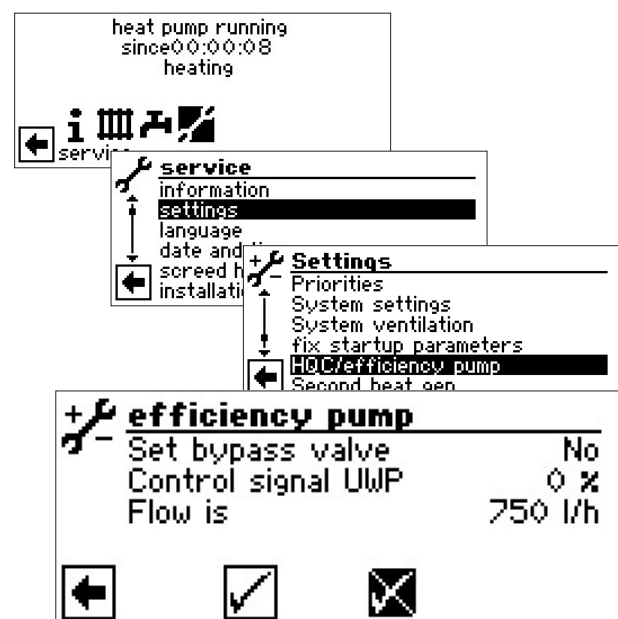 heat pump running
since00:00:08
heating
service
service
information
settings
language
date and
screed h
installati
Settings
Priorities
System settings
System ventilation
fix startup parameters
HQC/efficiency pump
Second heat gen
efficiency pump
Set bypass valve No
Control signal UWP 0 %
Flow is 750 l/h